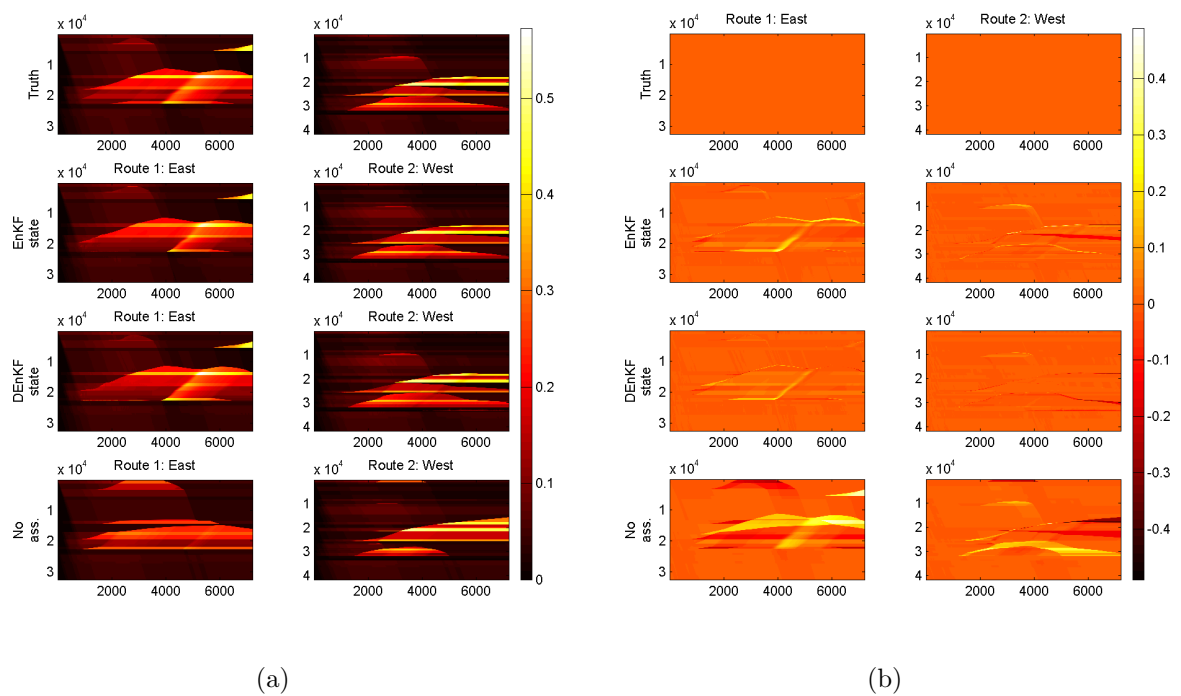 x 10^4
x 10^4
Truth
1
2
3
1
2
3
4
2000 4000 6000
2000 4000 6000
x 10^4
Route 1: East
x 10^4
Route 2: West
EnKF
state
1
2
3
1
2
3
4
2000 4000 6000
2000 4000 6000
x 10^4
Route 1: East
x 10^4
Route 2: West
DEnKF
state
1
2
3
1
2
3
4
2000 4000 6000
2000 4000 6000
x 10^4
Route 1: East
x 10^4
Route 2: West
No
ass.
1
2
3
1
2
3
4
2000 4000 6000
2000 4000 6000
0.5
0.4
0.3
0.2
0.1
0
(a)
x 10^4
Route 1: East
x 10^4
Route 2: West
Truth
1
2
3
1
2
3
4
2000 4000 6000
2000 4000 6000
x 10^4
x 10^4
EnKF
state
1
2
3
1
2
3
4
2000 4000 6000
2000 4000 6000
x 10^4
x 10^4
DEnKF
state
1
2
3
1
2
3
4
2000 4000 6000
2000 4000 6000
x 10^4
x 10^4
No
ass.
1
2
3
1
2
3
4
2000 4000 6000
2000 4000 6000
0.4
0.3
0.2
0.1
0
-0.1
-0.2
-0.3
-0.4
(b)